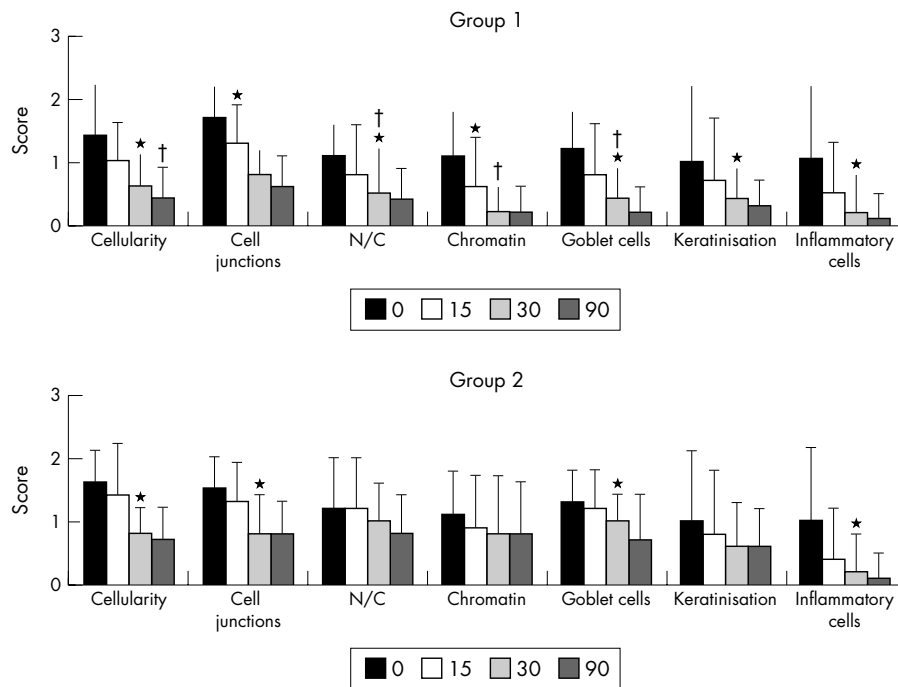 Group 1
3
2
1
0
Score
★ † ★ † ★ ★ † † ★ ★ ★
Cellularity Cell junctions N/C Chromatin Goblet cells Keratinisation Inflammatory cells
0 15 30 90
Group 2
3
2
1
0
Score
★ ★ ★ ★
Cellularity Cell junctions N/C Chromatin Goblet cells Keratinisation Inflammatory cells
0 15 30 90